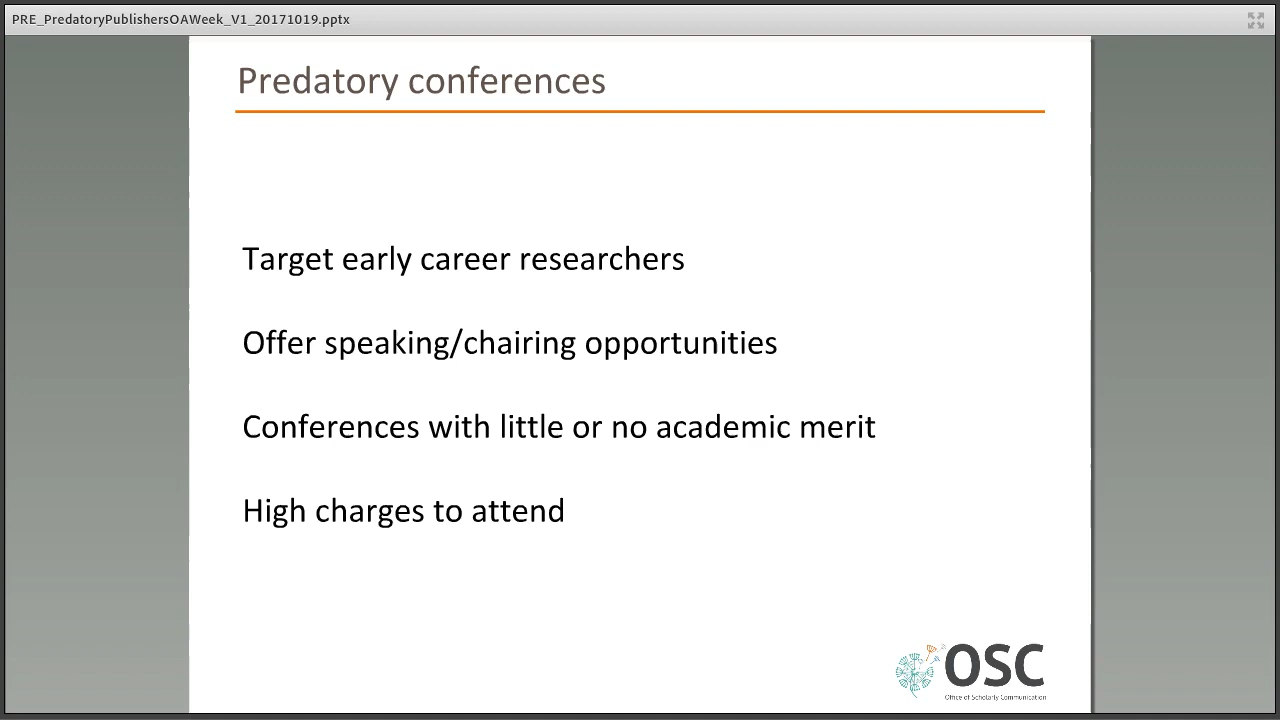 PRE_PredatoryPublishersOAWeek_V1_20171019.pptx
Predatory conferences
Target early career researchers
Offer speaking/chairing opportunities
Conferences with little or no academic merit
High charges to attend
OSC
Office of Scholarly Communication